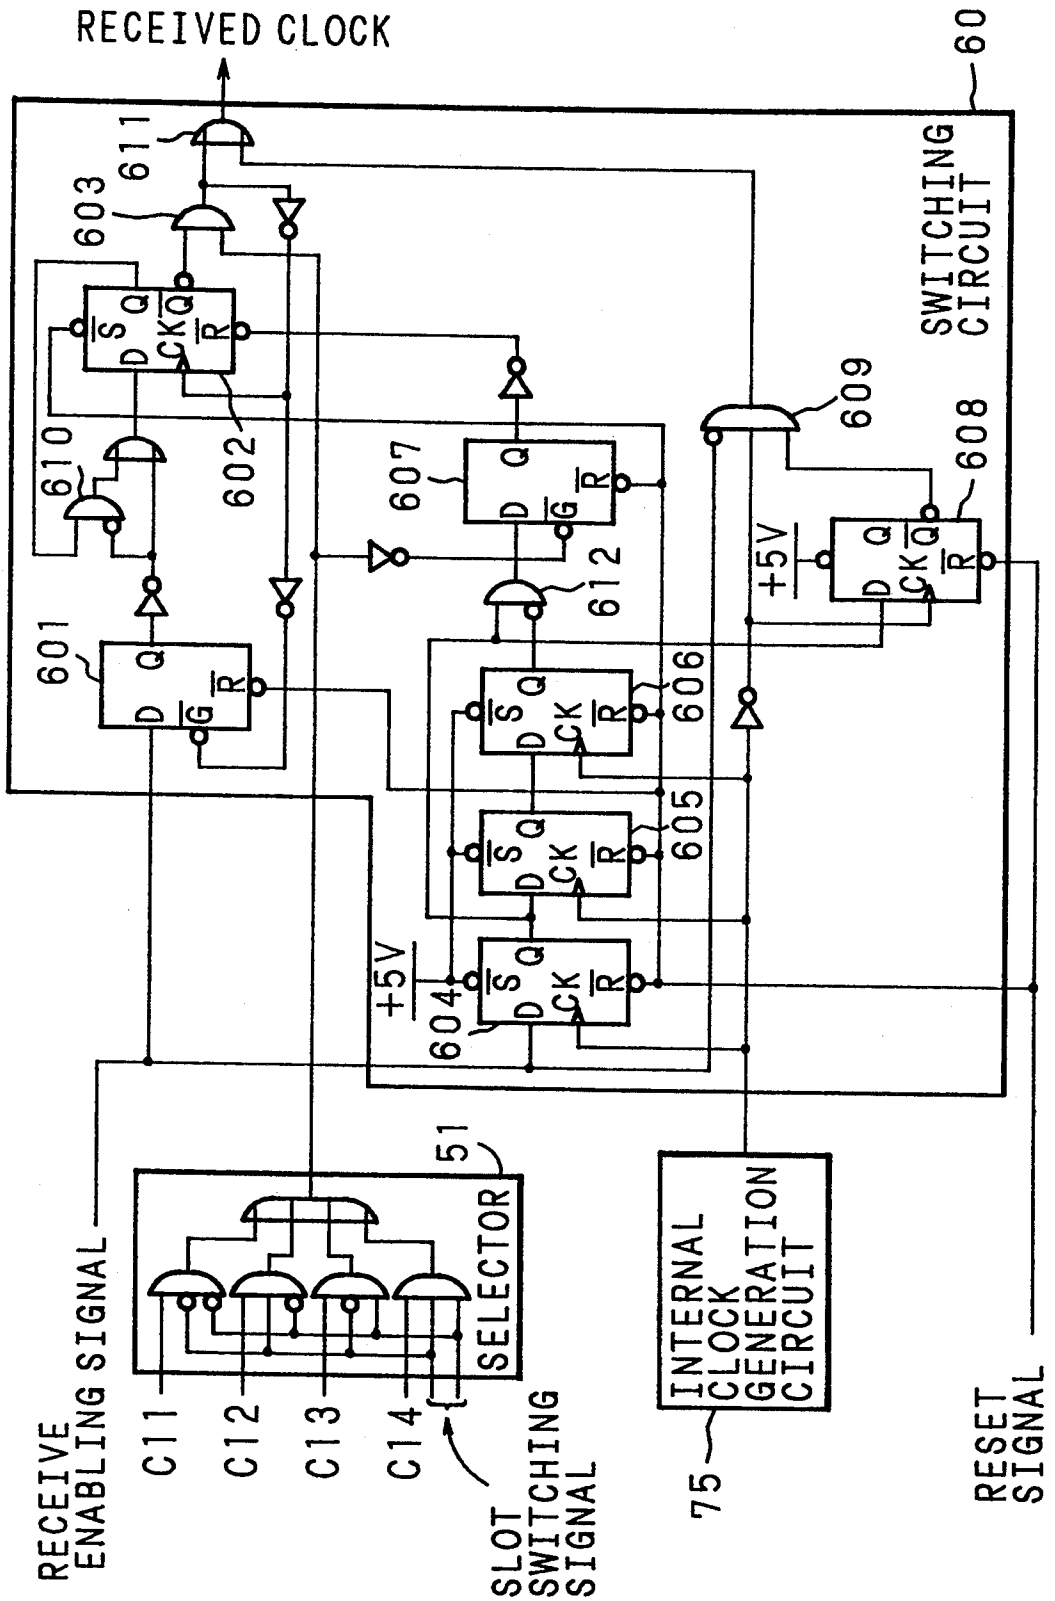 RECEIVE
ENABLING SIGNAL
C11
C12
C13
C14
SLOT
SWITCHING
SIGNAL
SELECTOR
51
INTERNAL
CLOCK
GENERATION
CIRCUIT
75
RESET
SIGNAL
601
D
Q
G
R
610
602
S
D
Q
CK
Q
R
603
611
RECEIVED CLOCK
+5V
604
S
D
Q
CK
R
605
S
D
Q
CK
R
606
S
D
Q
CK
R
612
607
D
Q
G
R
609
+5V
608
D
Q
CK
Q
R
SWITCHING
CIRCUIT
60